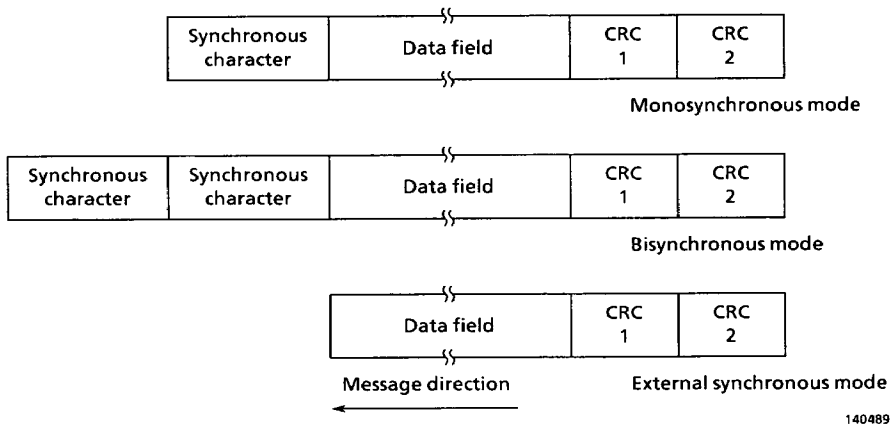 Synchronous
character
Data field
CRC
1
CRC
2
Monosynchronous mode
Synchronous
character
Synchronous
character
Data field
CRC
1
CRC
2
Bisynchronous mode
Data field
CRC
1
CRC
2
Message direction
External synchronous mode
140489